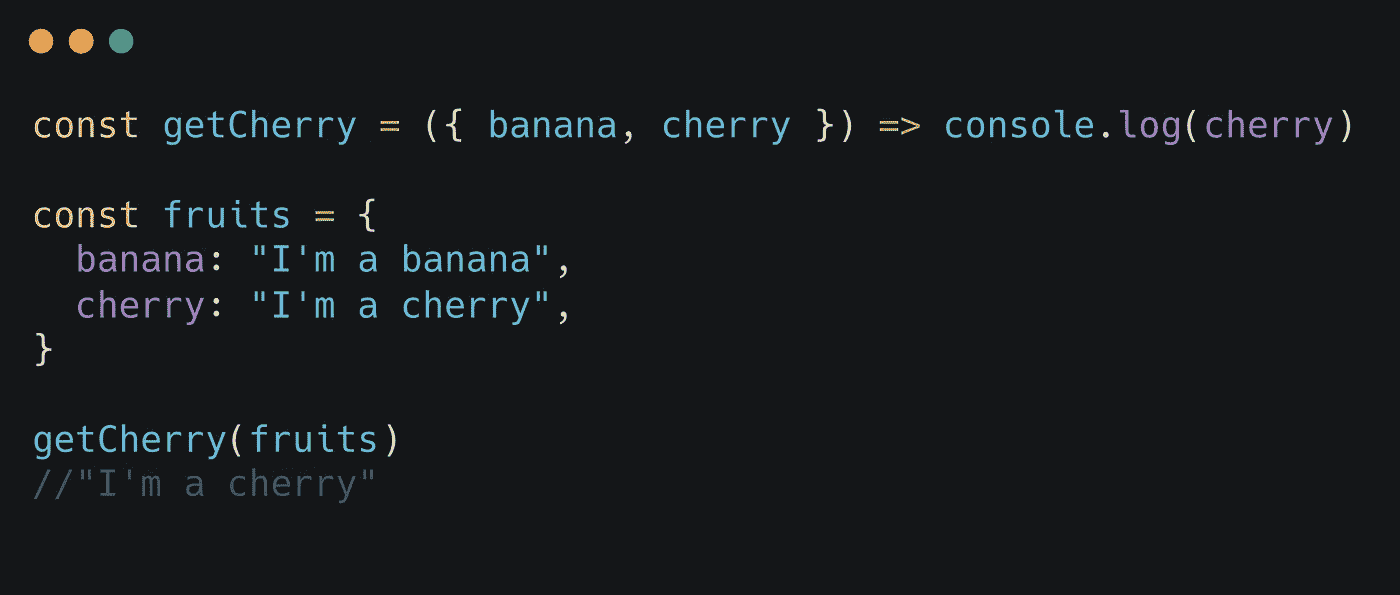 const getCherry = ({ banana, cherry }) => console.log(cherry)
const fruits = {
  banana: "I'm a banana",
  cherry: "I'm a cherry",
}
getCherry(fruits)
//"I'm a cherry"